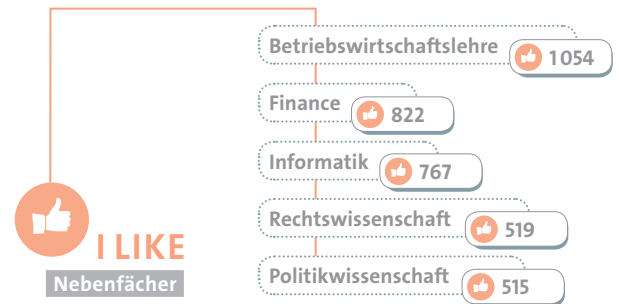 Betriebswirtschaftslehre 1054
Finance 822
Informatik 767
Rechtswissenschaft 519
Politikwissenschaft 515
I LIKE
Nebenfächer